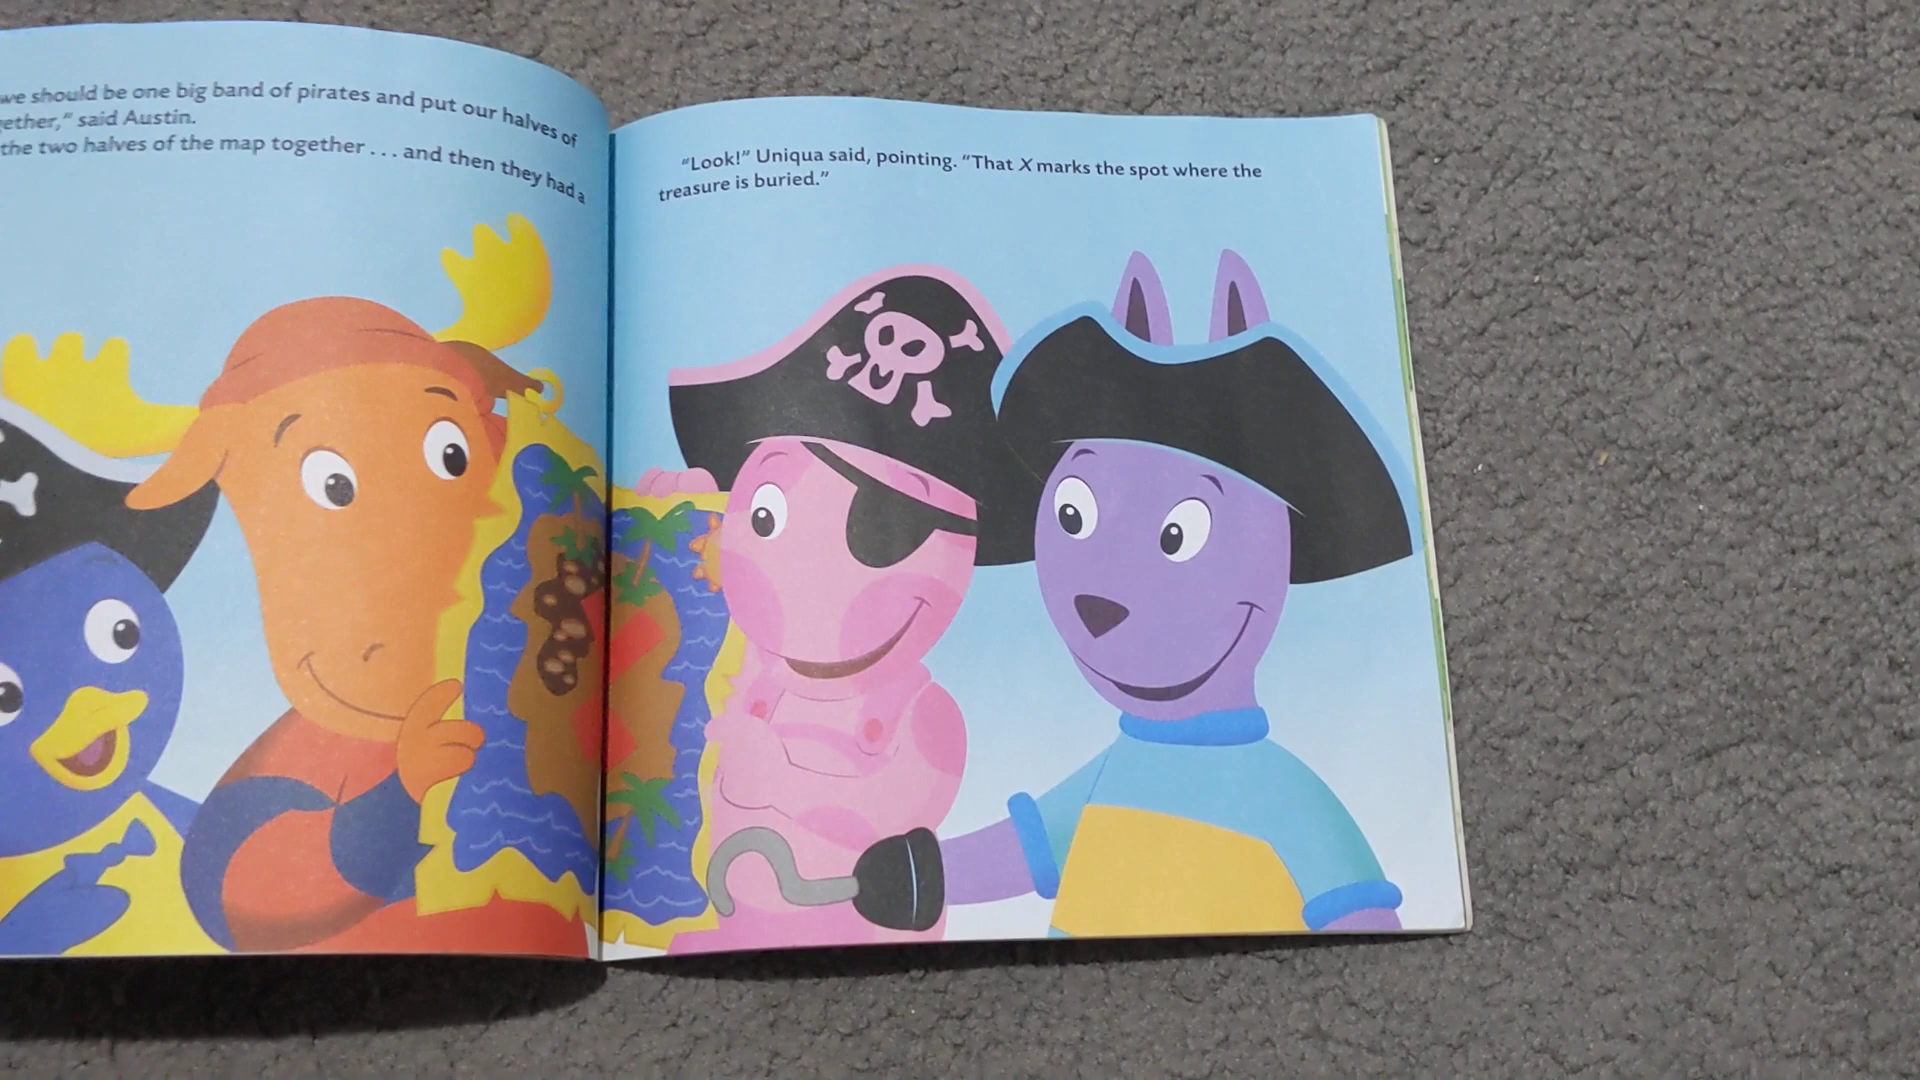 we should be one big band of pirates and put our halves of
ether," said Austin.
the two halves of the map together . . . and then they had a
"Look!" Uniqua said, pointing. "That X marks the spot where the
treasure is buried."